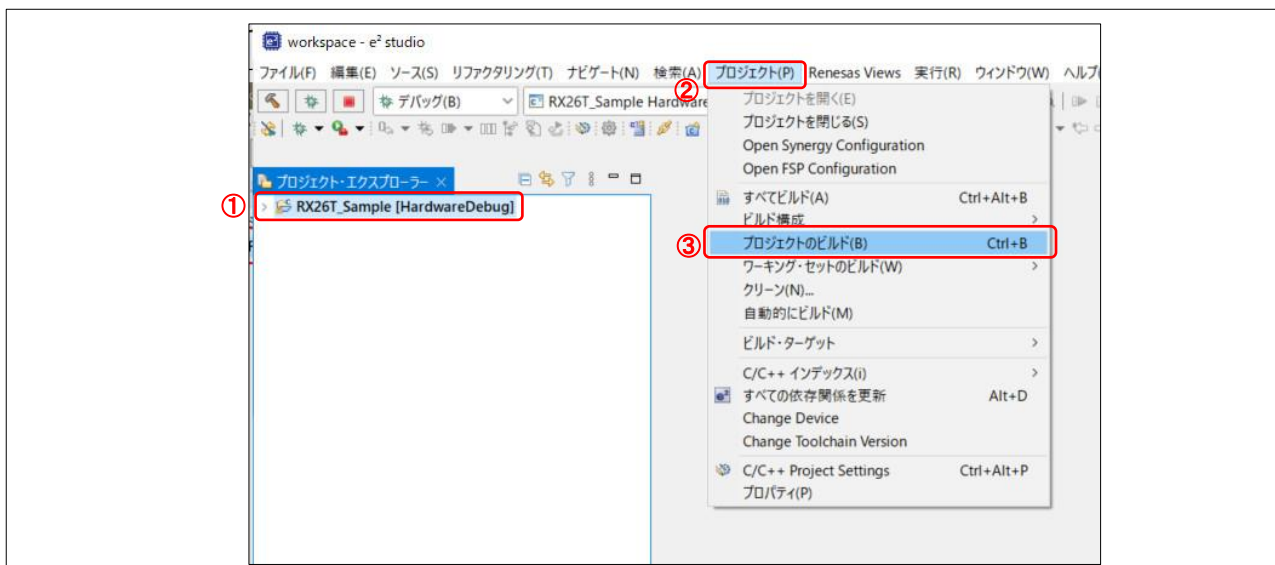 workspace - e² studio
ファイル(F) 編集(E) ソース(S) リファクタリング(T) ナビゲート(N) 検索(A) プロジェクト(P) Renesas Views 実行(R) ウィンドウ(W) ヘルプ(
②
デバッグ(B) RX26T_Sample Hardware
プロジェクトを開く(E)
プロジェクトを閉じる(S)
Open Synergy Configuration
Open FSP Configuration
プロジェクト・エクスプローラー
① RX26T_Sample [HardwareDebug]
すべてビルド(A) Ctrl+Alt+B
ビルド構成
③ プロジェクトのビルド(B) Ctrl+B
ワーキング・セットのビルド(W)
クリーン(N)...
自動的にビルド(M)
ビルド・ターゲット
C/C++ インデックス(i)
すべての依存関係を更新 Alt+D
Change Device
Change Toolchain Version
C/C++ Project Settings Ctrl+Alt+P
プロパティ(P)